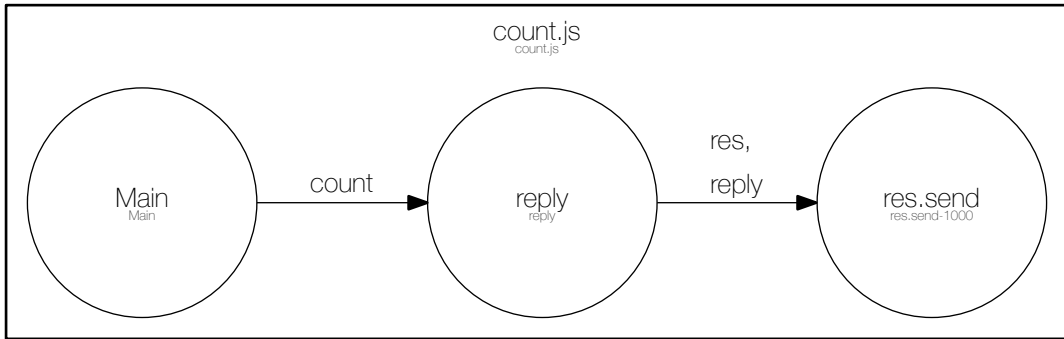 count.js
count.js
Main
Main
count
reply
reply
res,
reply
res.send
res.send-1000